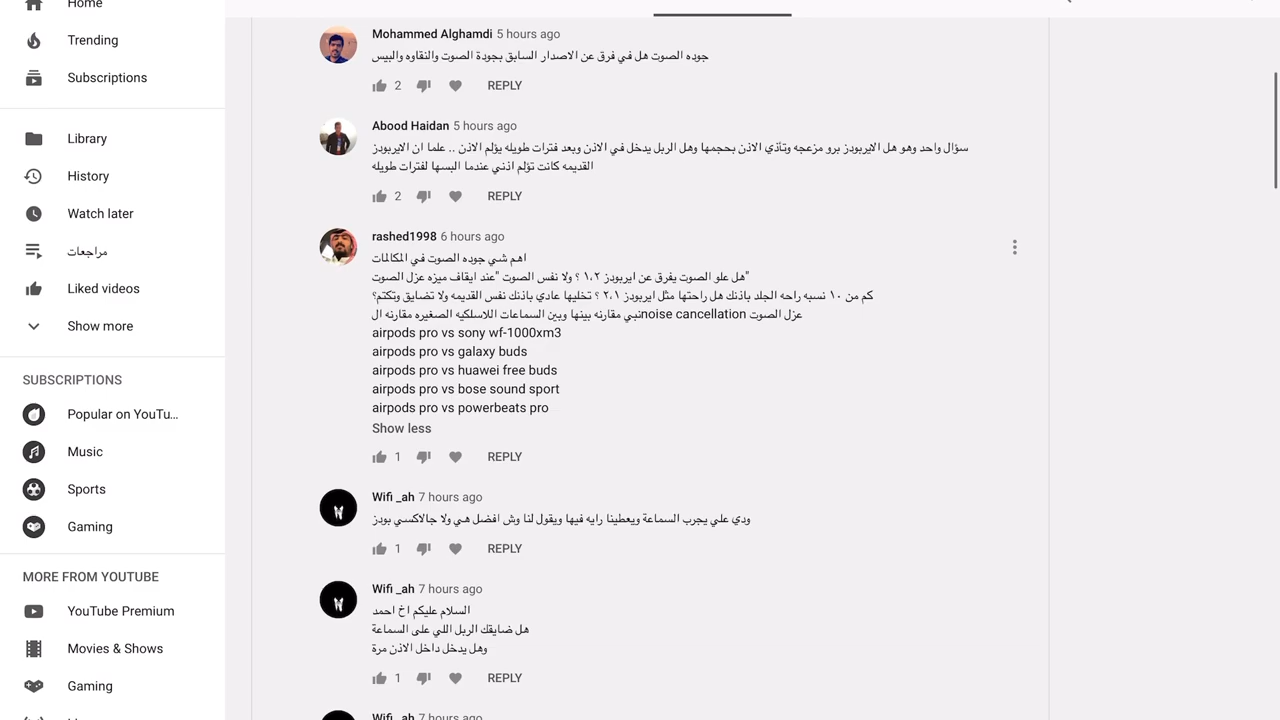 Home
Trending
Subscriptions
Library
History
Watch later
مراجعات
Liked videos
Show more
SUBSCRIPTIONS
Popular on YouTu...
Music
Sports
Gaming
MORE FROM YOUTUBE
YouTube Premium
Movies & Shows
Gaming
Mohammed Alghamdi 5 hours ago
جوده الصوت هل في فرق عن الاصدار السابق بجودة الصوت والنقاوه والبيس
2 REPLY
Abood Haidan 5 hours ago
سؤال واحد وهو هل الايربودز برو مزعجه وتأذي الاذن بحجمها وهل الربل يدخل في الاذن وبعد فترات طويله يؤلم الاذن .. علما ان الايربودز
القديمه كانت تؤلم اذني عندما البسها لفترات طويله
2 REPLY
rashed1998 6 hours ago
اهم شي جوده الصوت في المكالمات
"هل علو الصوت يفرق عن ايربودز ١،٢ ؟ ولا نفس الصوت "عند ايقاف ميزه عزل الصوت
كم من ١٠ نسبه راحه الجلد باذنك هل راحتها مثل ايربودز ٢،١ ؟ تخليها عادي باذنك نفس القديمه ولا تضايق وتكتم؟
عزل الصوت noise cancellationنبي مقارنه بينها وبين السماعات اللاسلكيه الصغيره مقارنه ال
airpods pro vs sony wf-1000xm3
airpods pro vs galaxy buds
airpods pro vs huawei free buds
airpods pro vs bose sound sport
airpods pro vs powerbeats pro
Show less
1 REPLY
Wifi _ah 7 hours ago
ودي علي يجرب السماعة ويعطينا رايه فيها ويقول لنا وش افضل هي ولا جالاكسي بودز
1 REPLY
Wifi _ah 7 hours ago
السلام عليكم اخ احمد
هل ضايقك الربل اللي على السماعة
وهل يدخل داخل الاذن مرة
1 REPLY
Wifi _ah 7 hours ago